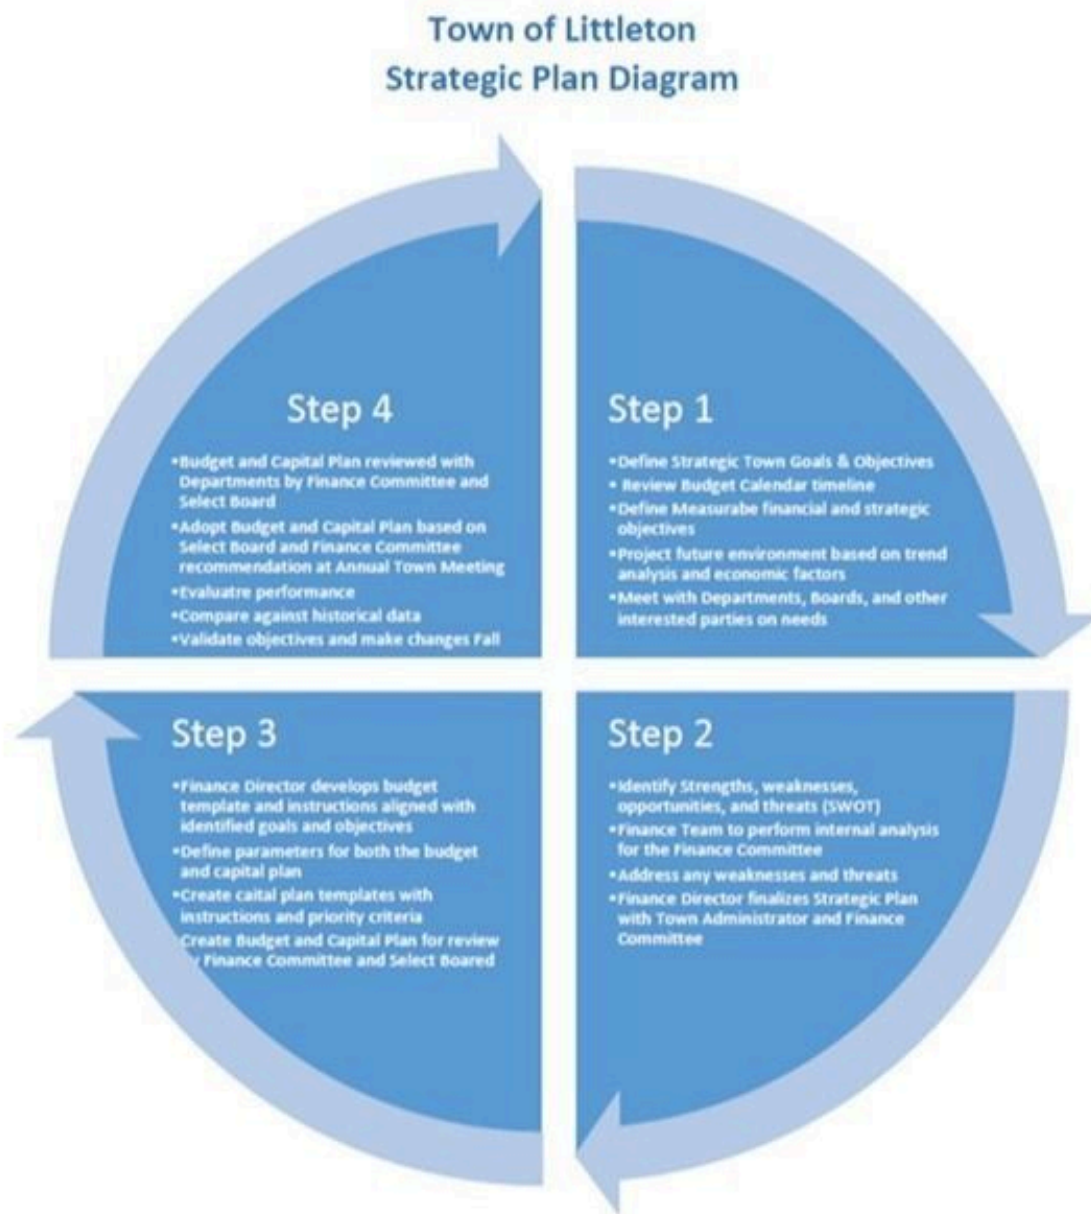 Town of Littleton
Strategic Plan Diagram
Step 4
•Budget and Capital Plan reviewed with
Departments by Finance Committee and
Select Board
•Adopt Budget and Capital Plan based on
Select Board and Finance Committee
recommendation at Annual Town Meeting
•Evaluatre performance
•Compare against historical data
•Validate objectives and make changes Fall
Step 1
•Define Strategic Town Goals & Objectives
• Review Budget Calendar timeline
•Define Measurabe financial and strategic
objectives
•Project future environment based on trend
analysis and economic factors
•Meet with Departments, Boards, and other
interested parties on needs
Step 3
•Finance Director develops budget
template and instructions aligned with
identified goals and objectives
•Define parameters for both the budget
and capital plan
•Create caital plan templates with
instructions and priority criteria
Create Budget and Capital Plan for review
Finance Committee and Select Boared
Step 2
•Identify Strengths, weaknesses,
opportunities, and threats (SWOT)
•Finance Team to perform internal analysis
for the Finance Committee
•Address any weaknesses and threats
•Finance Director finalizes Strategic Plan
with Town Administrator and Finance
Committee